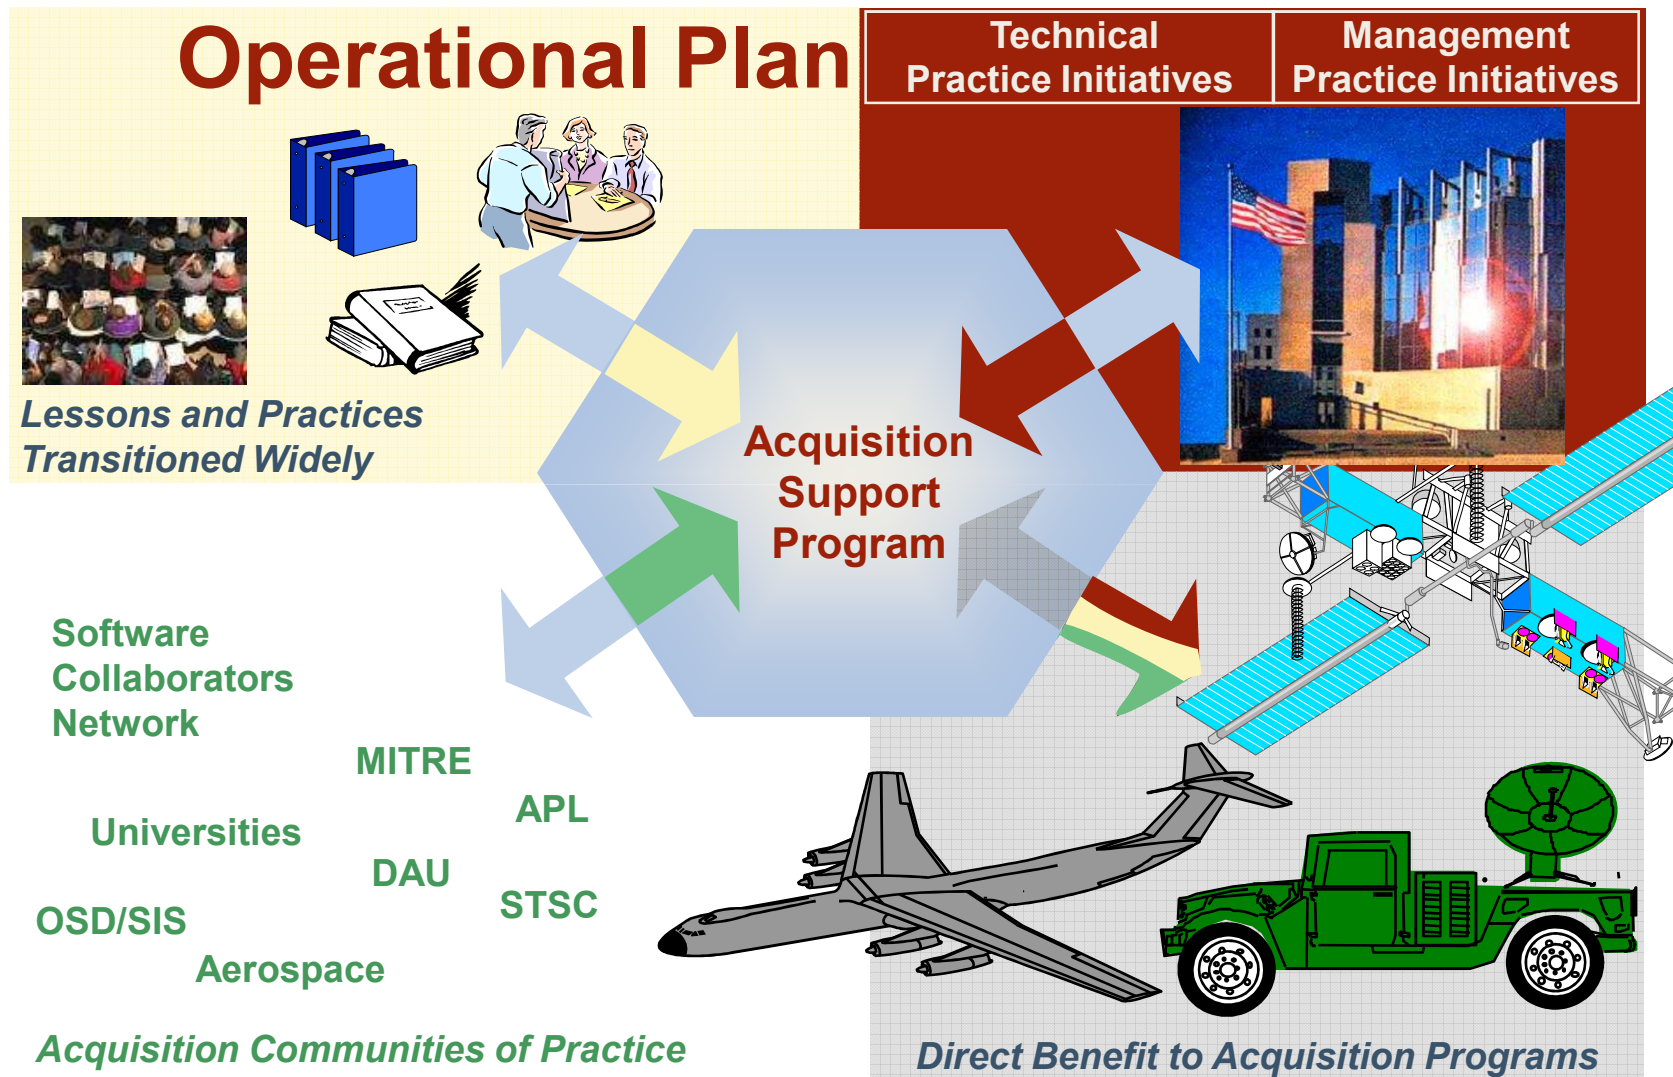 Operational Plan
Technical
Practice Initiatives
Management
Practice Initiatives
Lessons and Practices
Transitioned Widely
Acquisition
Support
Program
Software
Collaborators
Network
MITRE
APL
Universities
DAU
STSC
OSD/SIS
Aerospace
Acquisition Communities of Practice
Direct Benefit to Acquisition Programs